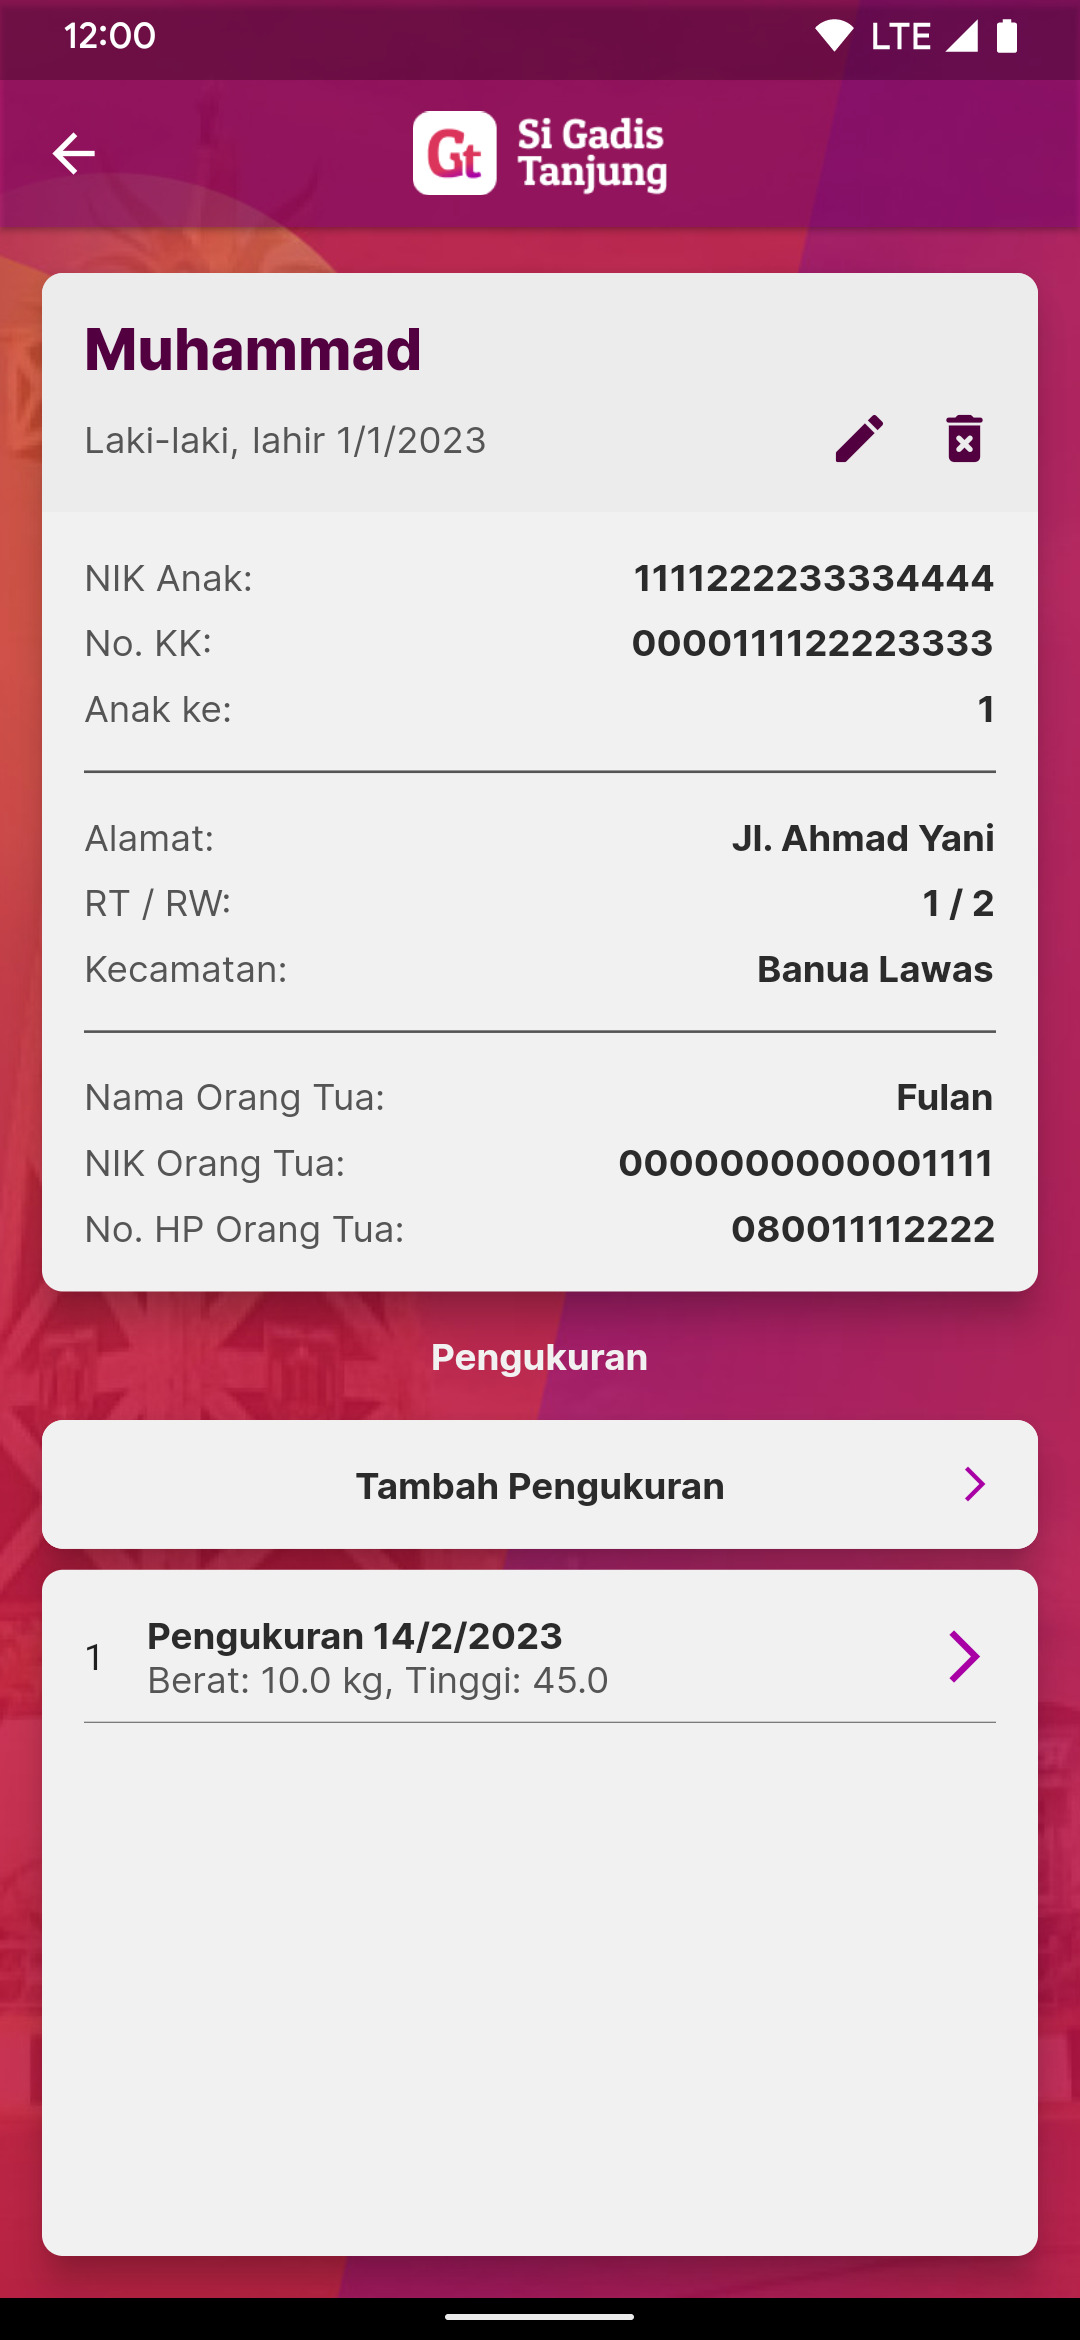 12:00
LTE
Gt
Si Gadis
Tanjung
Muhammad
Laki-laki, lahir 1/1/2023
NIK Anak: 1111222233334444
No. KK: 0000111122223333
Anak ke: 1
Alamat: Jl. Ahmad Yani
RT / RW: 1 / 2
Kecamatan: Banua Lawas
Nama Orang Tua: Fulan
NIK Orang Tua: 0000000000001111
No. HP Orang Tua: 080011112222
Pengukuran
Tambah Pengukuran
1
Pengukuran 14/2/2023
Berat: 10.0 kg, Tinggi: 45.0